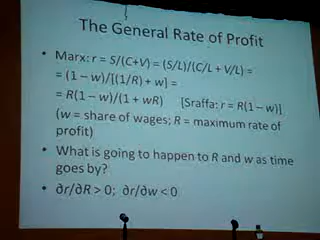 The General Rate of Profit
• Marx: r = S/(C+V) = (S/L)/(C/L + V/L) =
= (1 – w)/[(1/R) + w] =
= R(1 – w)/(1 + wR) [Sraffa: r = R(1 – w)]
(w = share of wages; R = maximum rate of
profit)
• What is going to happen to R and w as time
goes by?
• ∂r/∂R > 0; ∂r/∂w < 0